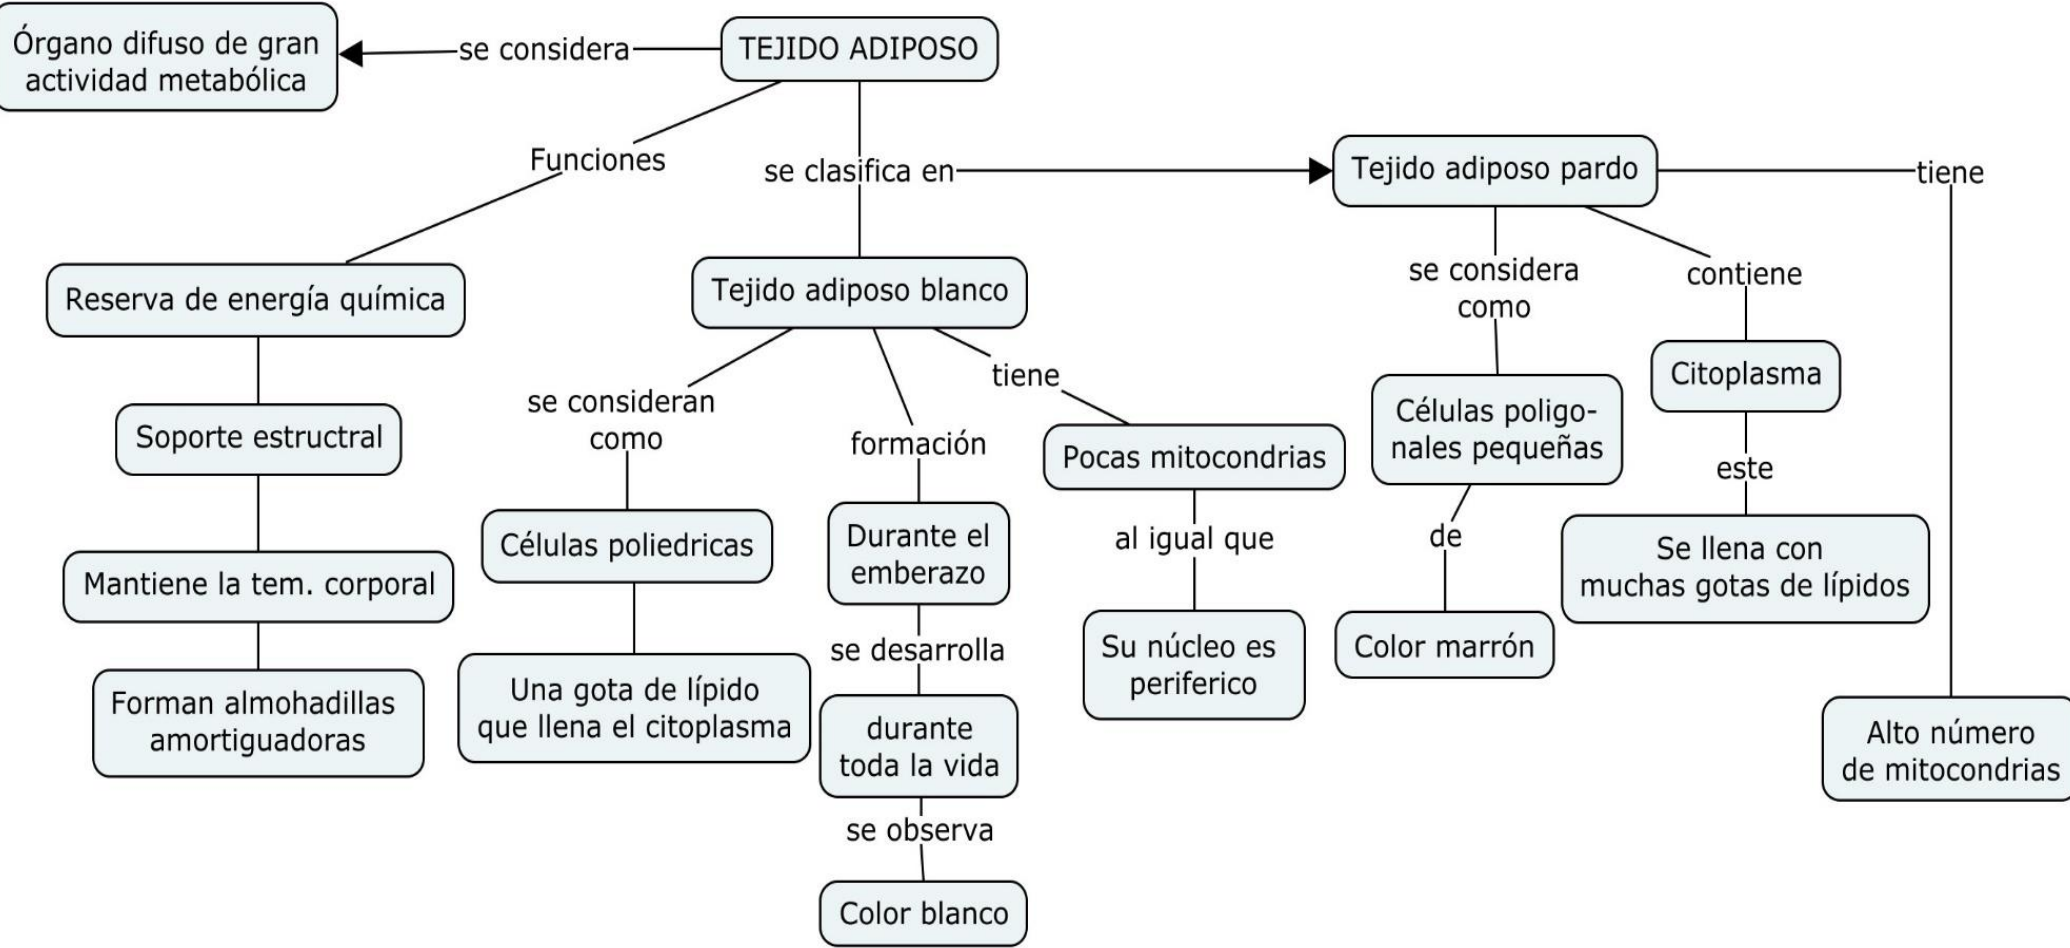 Órgano difuso de gran
actividad metabólica
se considera
TEJIDO ADIPOSO
Funciones
se clasifica en
Tejido adiposo pardo
tiene
Reserva de energía química
Soporte estructral
Mantiene la tem. corporal
Forman almohadillas
amortiguadoras
Tejido adiposo blanco
se consideran
como
Células poliedricas
Una gota de lípido
que llena el citoplasma
formación
Durante el
emberazo
se desarrolla
durante
toda la vida
se observa
Color blanco
tiene
Pocas mitocondrias
al igual que
Su núcleo es
periferico
se considera
como
Células poligo-
nales pequeñas
de
Color marrón
contiene
Citoplasma
este
Se llena con
muchas gotas de lípidos
Alto número
de mitocondrias